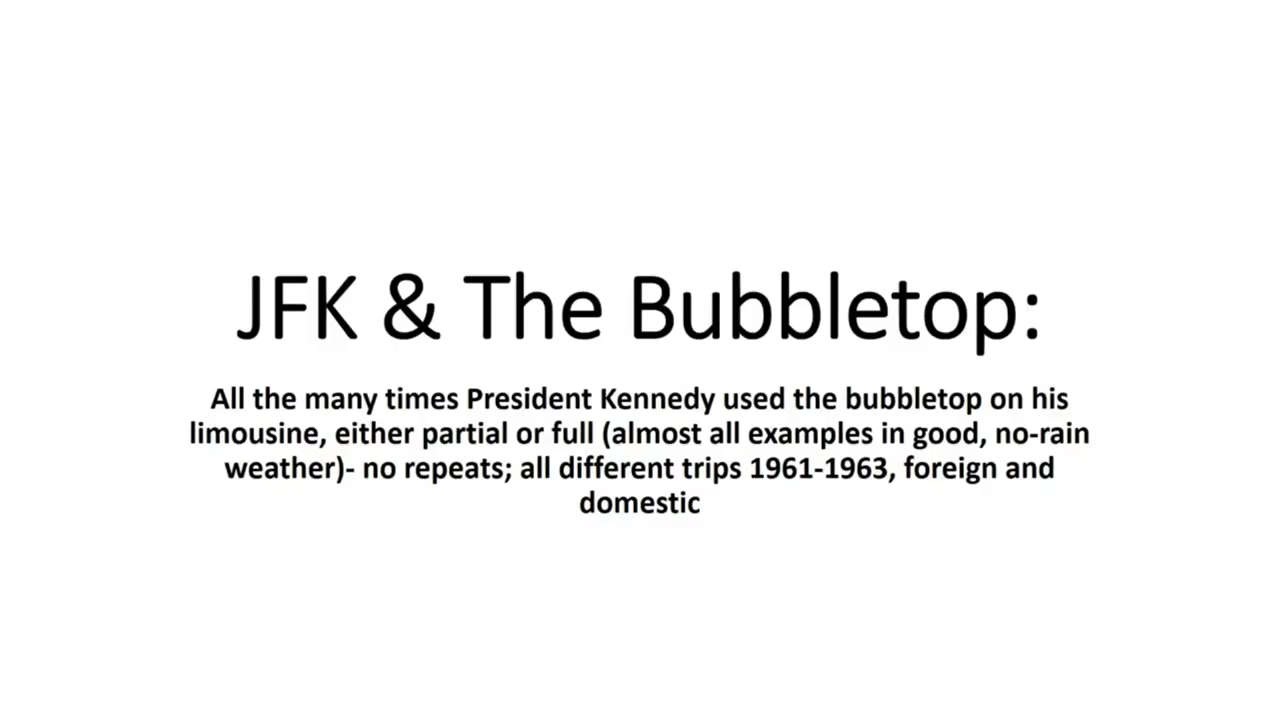 JFK & The Bubbletop:
All the many times President Kennedy used the bubbletop on his
limousine, either partial or full (almost all examples in good, no-rain
weather)- no repeats; all different trips 1961-1963, foreign and
domestic